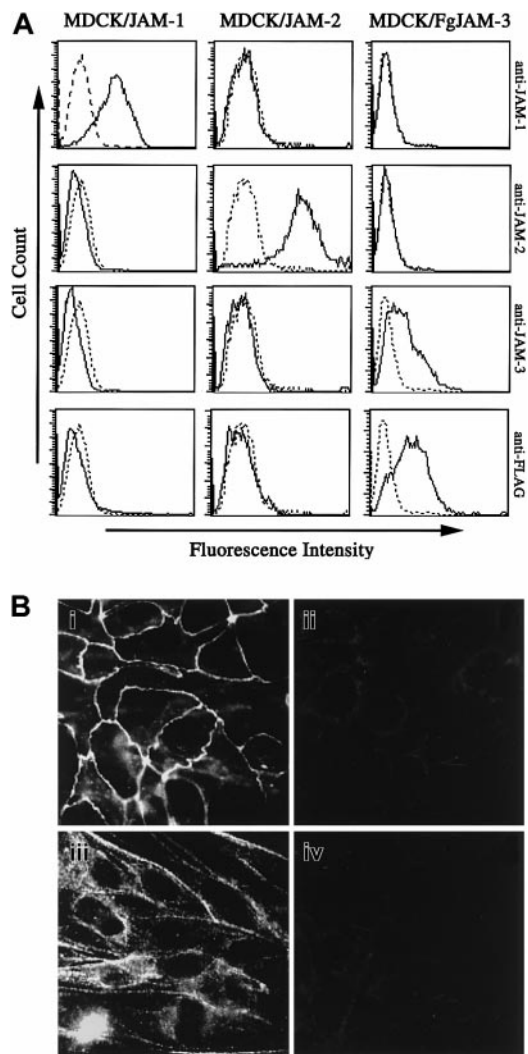 A
MDCK/JAM-1 MDCK/JAM-2 MDCK/FgJAM-3
anti-JAM-1
anti-JAM-2
anti-JAM-3
anti-FLAG
Cell Count
Fluorescence Intensity
B
i
ii
iii
iv